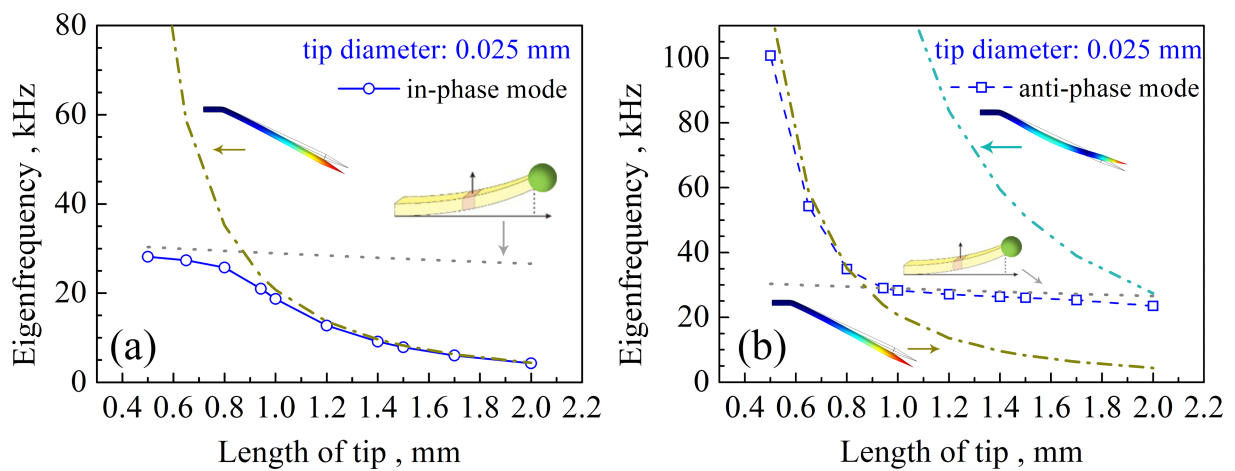 80
60
40
20
0
Eigenfrequency , kHz
tip diameter: 0.025 mm
in-phase mode
(a)
0.4 0.6 0.8 1.0 1.2 1.4 1.6 1.8 2.0 2.2
Length of tip , mm
100
80
60
40
20
0
Eigenfrequency , kHz
tip diameter: 0.025 mm
anti-phase mode
(b)
0.4 0.6 0.8 1.0 1.2 1.4 1.6 1.8 2.0 2.2
Length of tip , mm